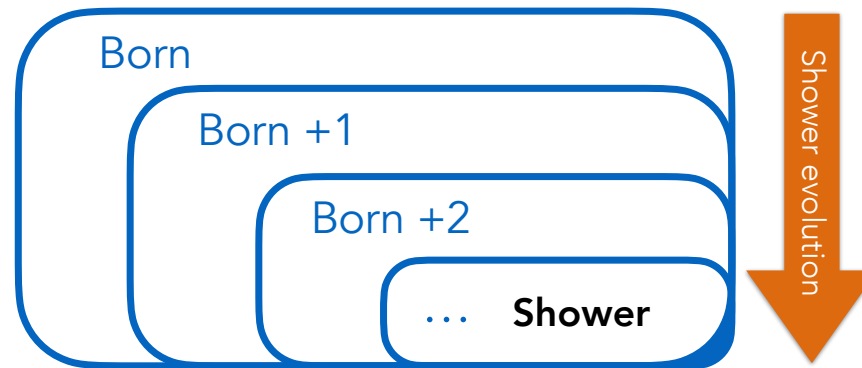 Born
Born +1
Born +2
... Shower
Shower evolution